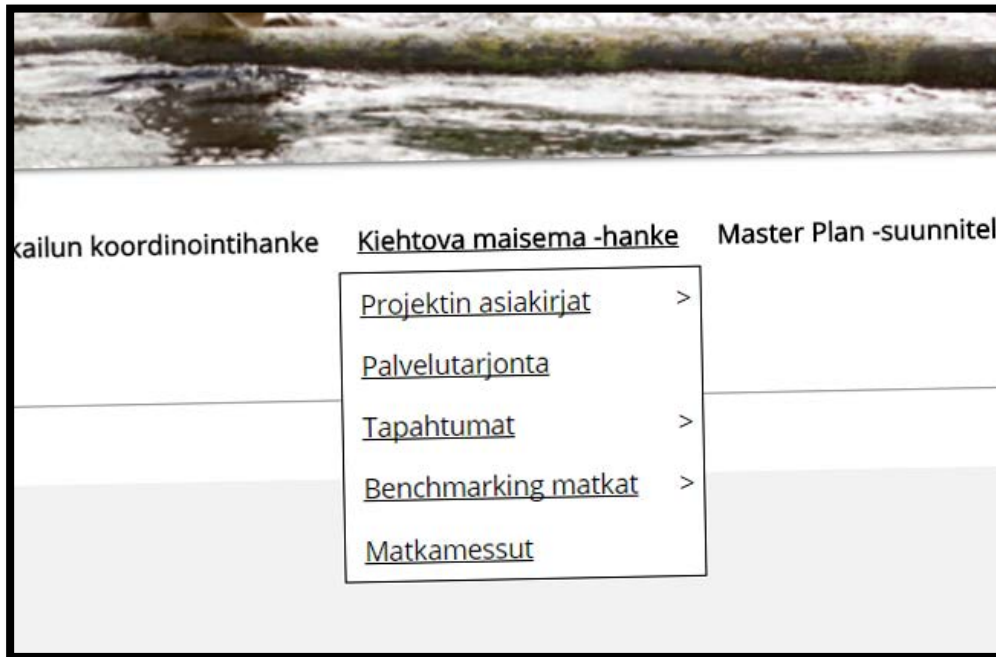 kailun koordinointihanke Kiehtova maisema -hanke Master Plan -suunnitel
Projektin asiakirjat >
Palvelutarjonta
Tapahtumat >
Benchmarking matkat >
Matkamessut